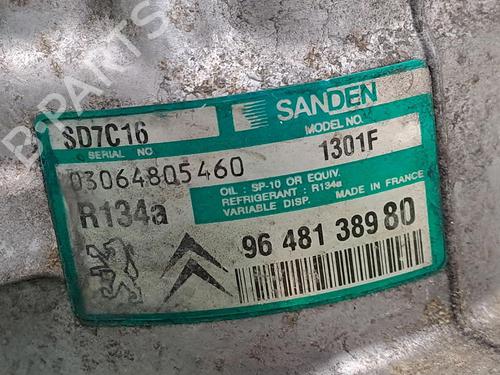 B-PARTS
SANDEN
SD7C16
MODEL NO.
SERIAL NO
1301F
03064805460
OIL : SP-10 OR EQUIV.
REFRIGERANT : R134a
VARIABLE DISP. MADE IN FRANCE
R134a
96 481 389 80